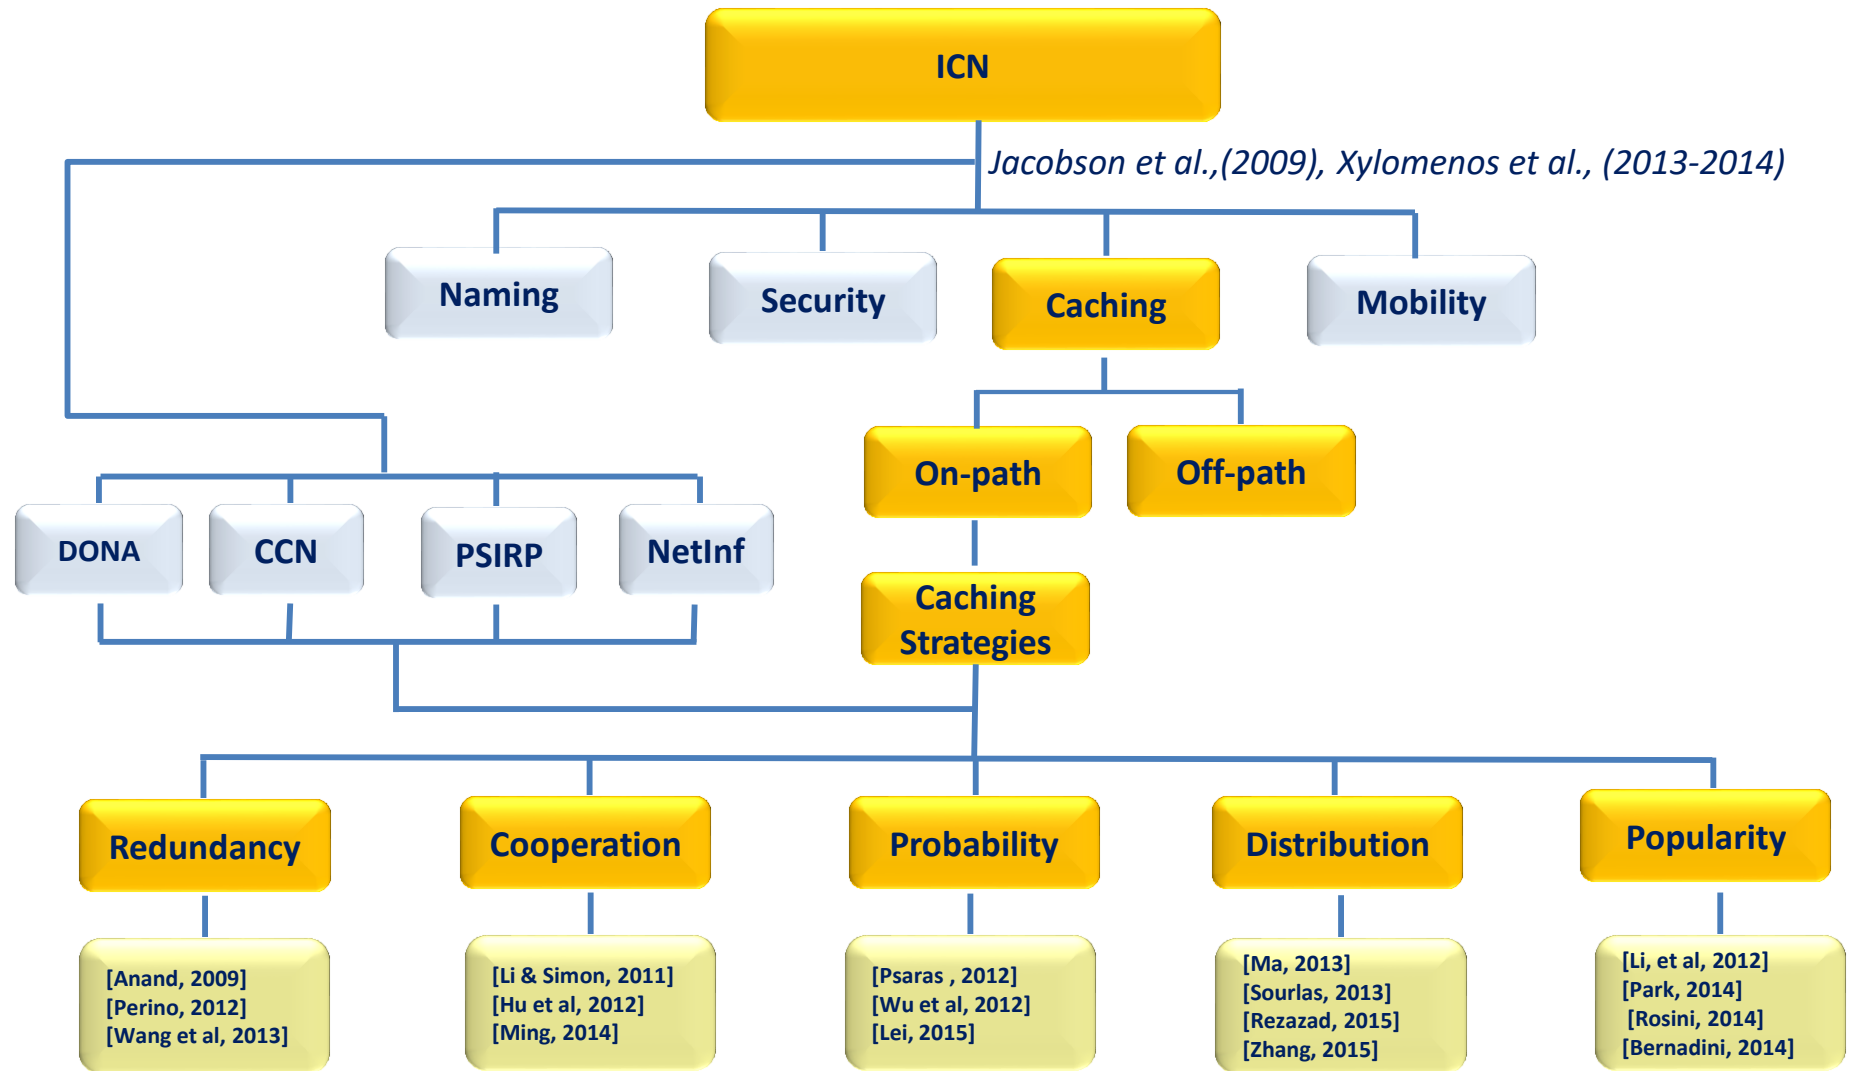 ICN
Jacobson et al.,(2009), Xylomenos et al., (2013-2014)
Naming
Security
Caching
Mobility
On-path
Off-path
DONA
CCN
PSIRP
NetInf
Caching
Strategies
Redundancy
Cooperation
Probability
Distribution
Popularity
[Anand, 2009]
[Perino, 2012]
[Wang et al, 2013]
[Li & Simon, 2011]
[Hu et al, 2012]
[Ming, 2014]
[Psaras , 2012]
[Wu et al, 2012]
[Lei, 2015]
[Ma, 2013]
[Sourlas, 2013]
[Rezazad, 2015]
[Zhang, 2015]
[Li, et al, 2012]
[Park, 2014]
[Rosini, 2014]
[Bernadini, 2014]